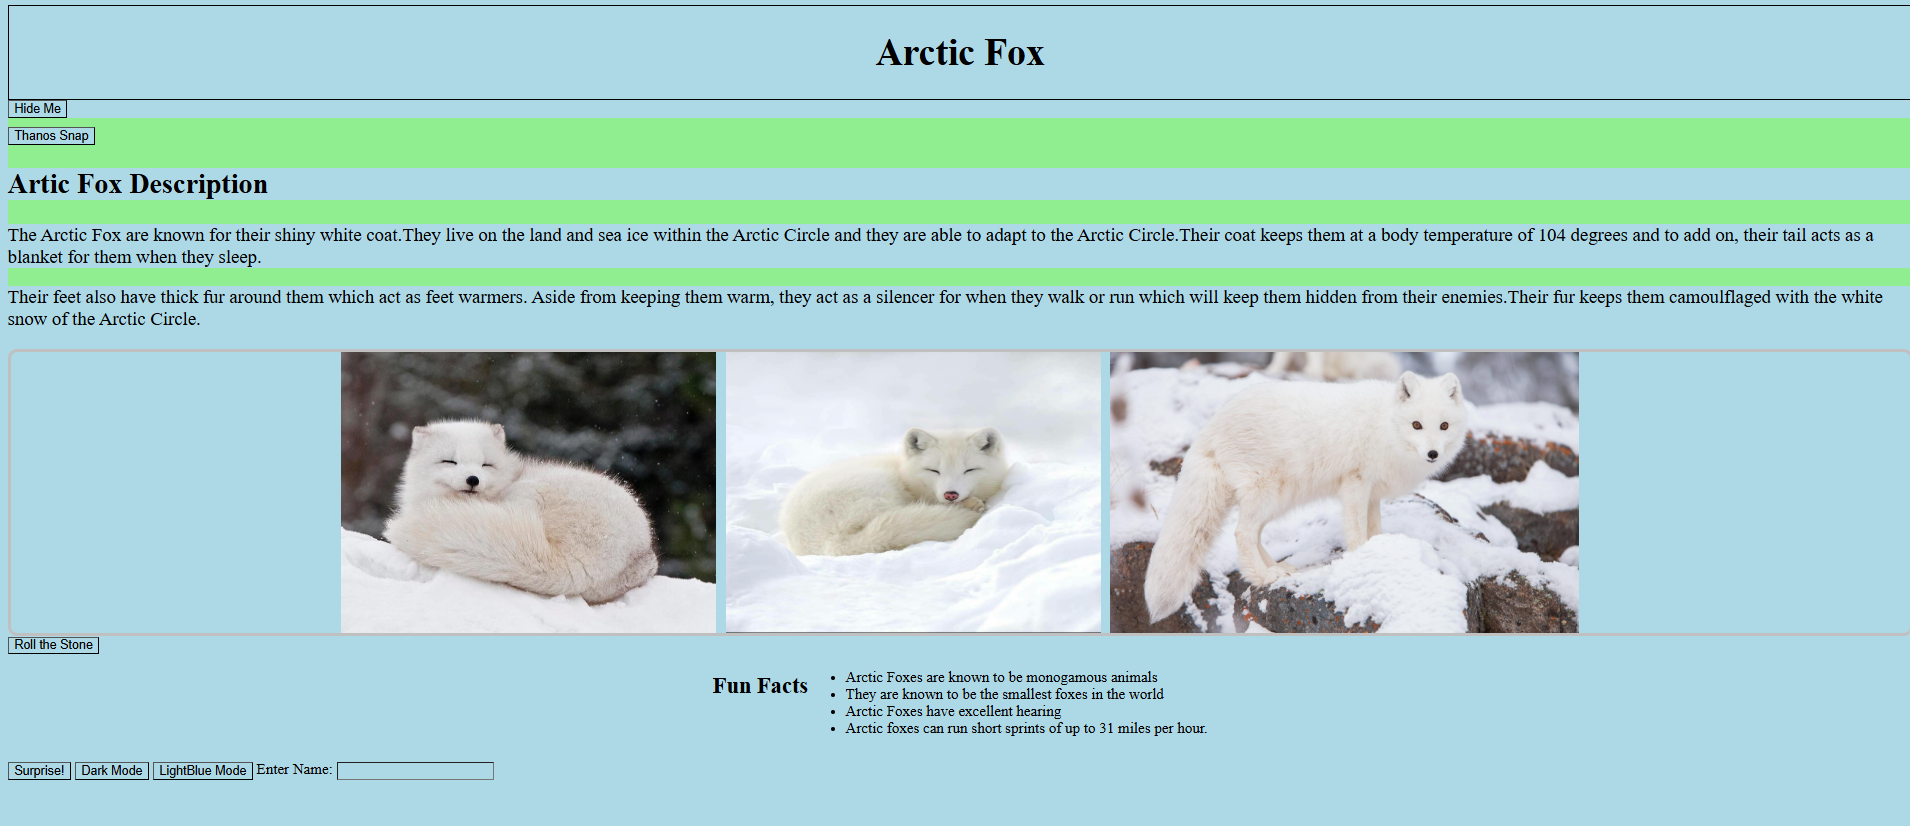 Arctic Fox
Hide Me
Thanos Snap
Artic Fox Description
The Arctic Fox are known for their shiny white coat.They live on the land and sea ice within the Arctic Circle and they are able to adapt to the Arctic Circle.Their coat keeps them at a body temperature of 104 degrees and to add on, their tail acts as a
blanket for them when they sleep.
Their feet also have thick fur around them which act as feet warmers. Aside from keeping them warm, they act as a silencer for when they walk or run which will keep them hidden from their enemies.Their fur keeps them camoulflaged with the white
snow of the Arctic Circle.
Roll the Stone
Fun Facts
• Arctic Foxes are known to be monogamous animals
• They are known to be the smallest foxes in the world
• Arctic Foxes have excellent hearing
• Arctic foxes can run short sprints of up to 31 miles per hour.
Surprise! Dark Mode LightBlue Mode Enter Name: